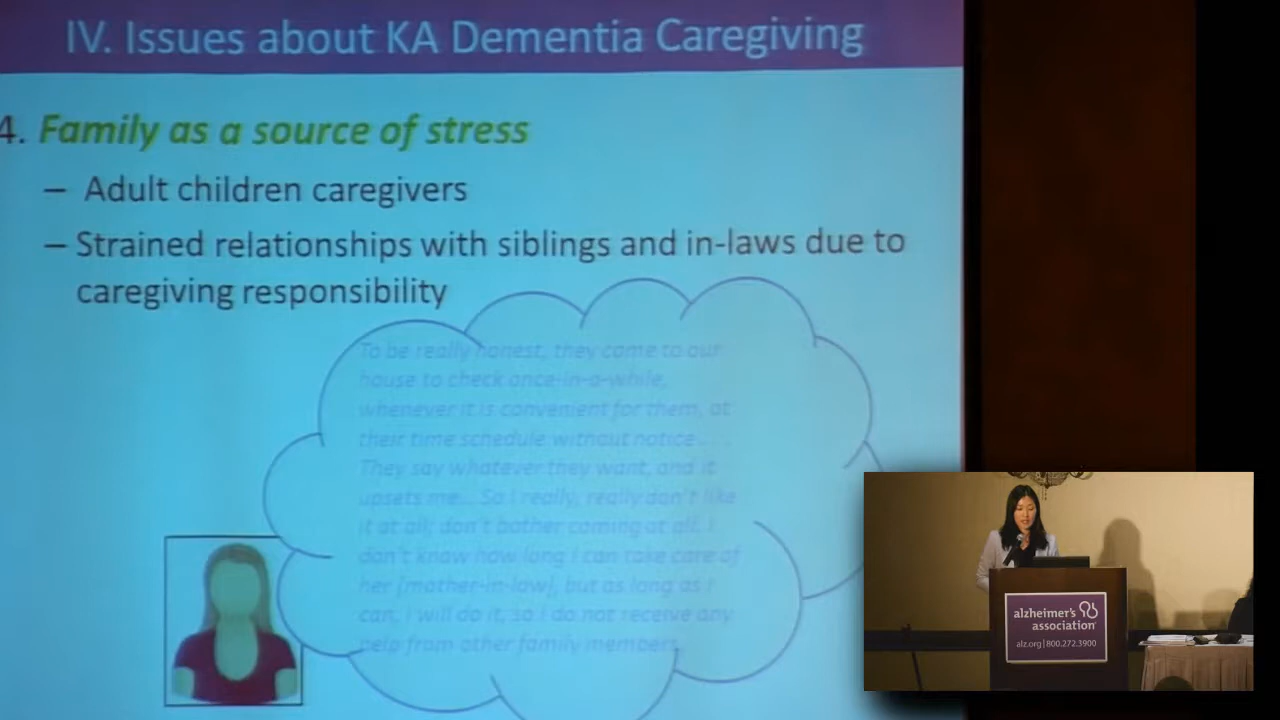 IV. Issues about KA Dementia Caregiving
4. Family as a source of stress
– Adult children caregivers
– Strained relationships with siblings and in-laws due to
caregiving responsibility
To be really honest, they come to our
house to check once-in-a-while,
whenever it is convenient for them, at
their time schedule without notice ....
They say whatever they want, and it
upsets me... So I really, really don't like
it at all; don't bother coming at all. I
don't know how long I can take care of
her [mother-in-law], but as long as I
can, I will do it, so I do not receive any
help from other family members.
alzheimer's
association
alz.org | 800.272.3900